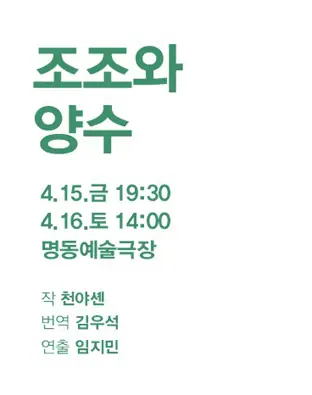 조조와
양수
4.15.금 19:30
4.16.토 14:00
명동예술극장
작 천야셴
번역 김우석
연출 임지민